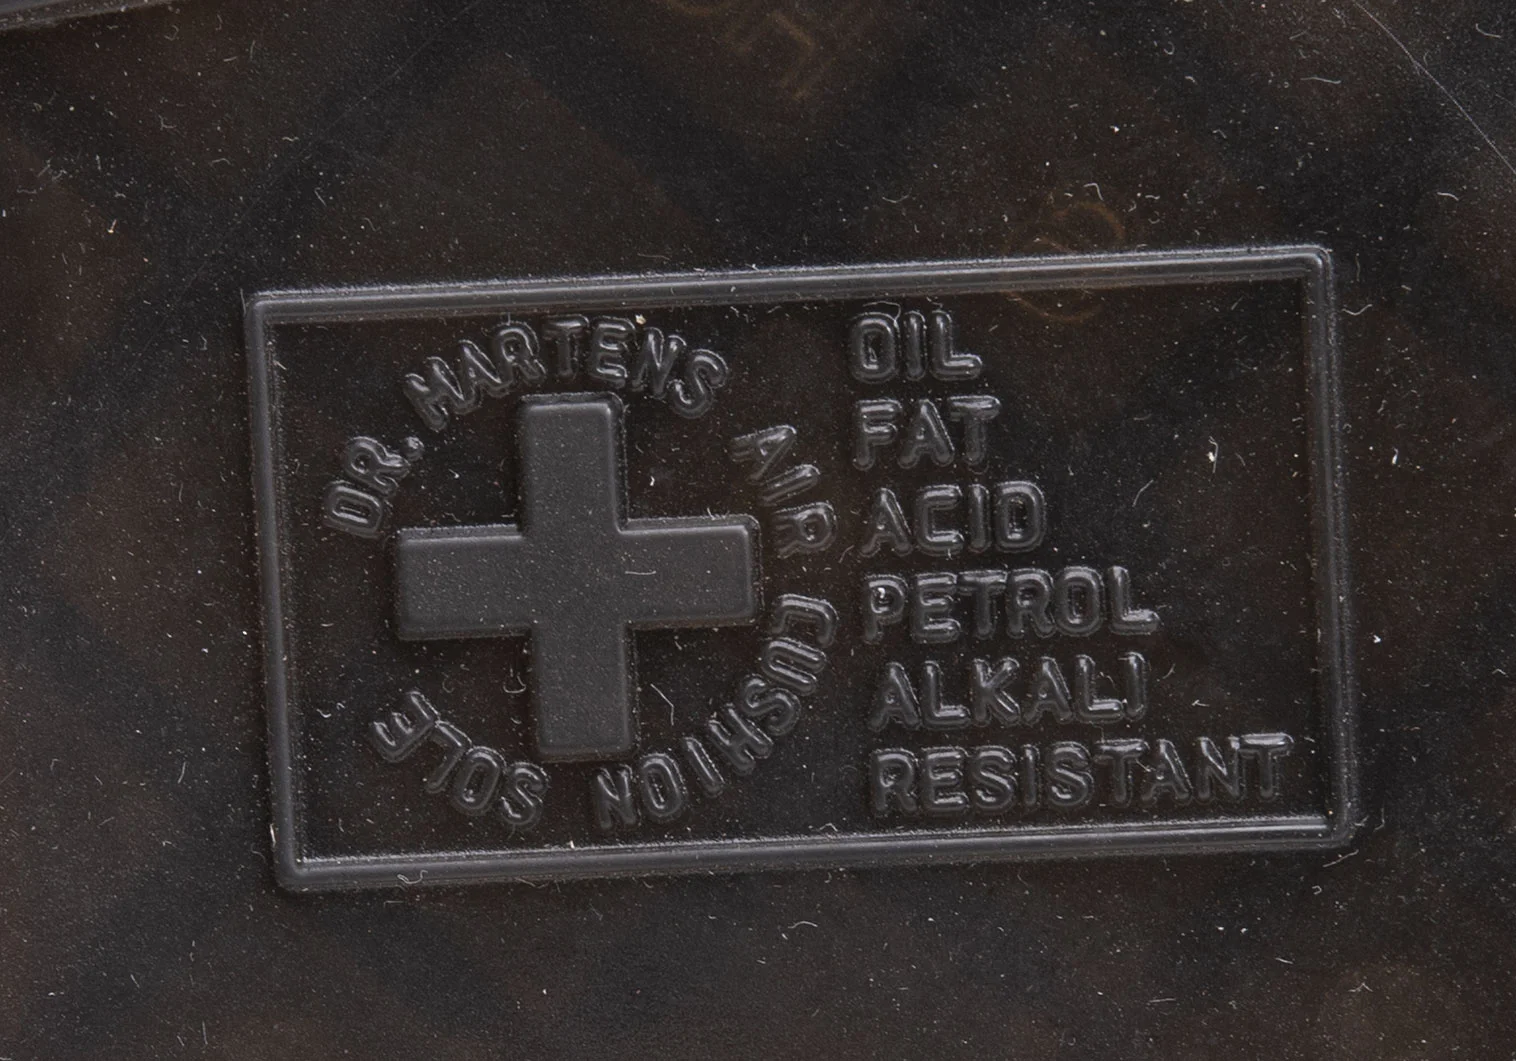 DR. MARTENS AIR CUSHION SOLE
OIL
FAT
ACID
PETROL
ALKALI
RESISTANT